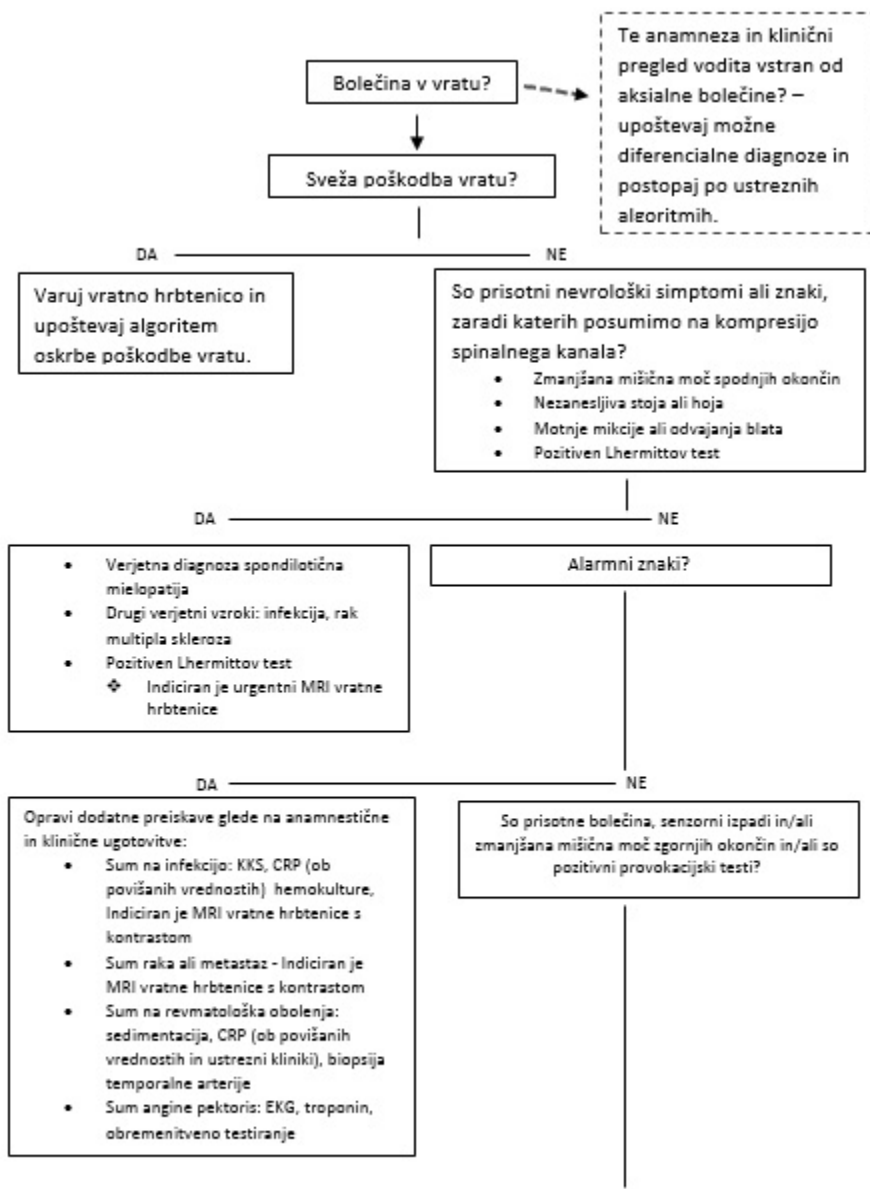 Bolečina v vratu?
Te anamneza in klinični
pregled vodita vstran od
aksialne bolečine? –
upoštevaj možne
diferencialne diagnoze in
postopaj po ustreznih
algoritmih.
Sveža poškodba vratu?
DA
NE
Varuj vratno hrbtenico in
upoštevaj algoritem
oskrbe poškodbe vratu.
So prisotni nevrološki simptomi ali znaki,
zaradi katerih posumimo na kompresijo
spinalnega kanala?
• Zmanjšana mišična moč spodnjih okončin
• Nezanesljiva stoja ali hoja
• Motnje mikcije ali odvajanja blata
• Pozitiven Lhermittov test
DA
NE
• Verjetna diagnoza spondilotična
mielopatija
• Drugi verjetni vzroki: infekcija, rak
multipla skleroza
• Pozitiven Lhermittov test
❖ Indiciran je urgentni MRI vratne
hrbtenice
Alarmni znaki?
DA
NE
Opravi dodatne preiskave glede na anamnestične
in klinične ugotovitve:
• Sum na infekcijo: KKS, CRP (ob
povišanih vrednostih) hemokulture,
Indiciran je MRI vratne hrbtenice s
kontrastom
• Sum raka ali metastaz - Indiciran je
MRI vratne hrbtenice s kontrastom
• Sum na revmatološka obolenja:
sedimentacija, CRP (ob povišanih
vrednostih in ustrezni kliniki), biopsija
temporalne arterije
• Sum angine pektoris: EKG, troponin,
obremenitveno testiranje
So prisotne bolečina, senzorni izpadi in/ali
zmanjšana mišična moč zgornjih okončin in/ali so
pozitivni provokacijski testi?